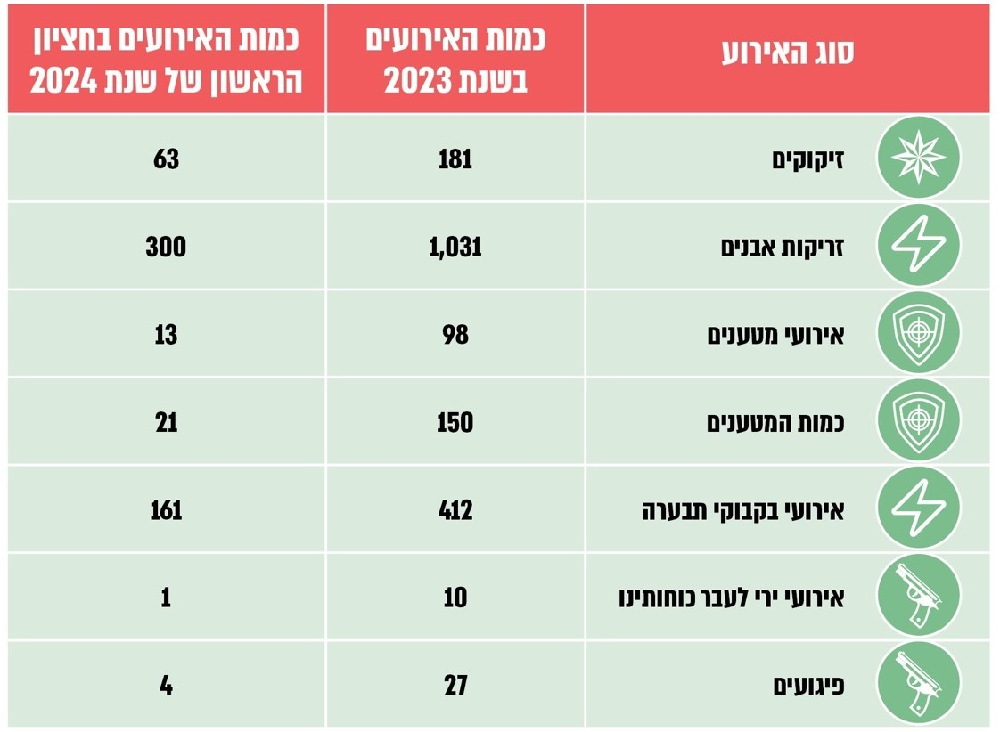 סוג האירוע
כמות האירועים
בשנת 2023
כמות האירועים בחציון
הראשון של שנת 2024
זיקוקים
181
63
זריקות אבנים
1,031
300
אירועי מטענים
98
13
כמות המטענים
150
21
אירועי בקבוקי תבערה
412
161
אירועי ירי לעבר כוחותינו
10
1
פיגועים
27
4